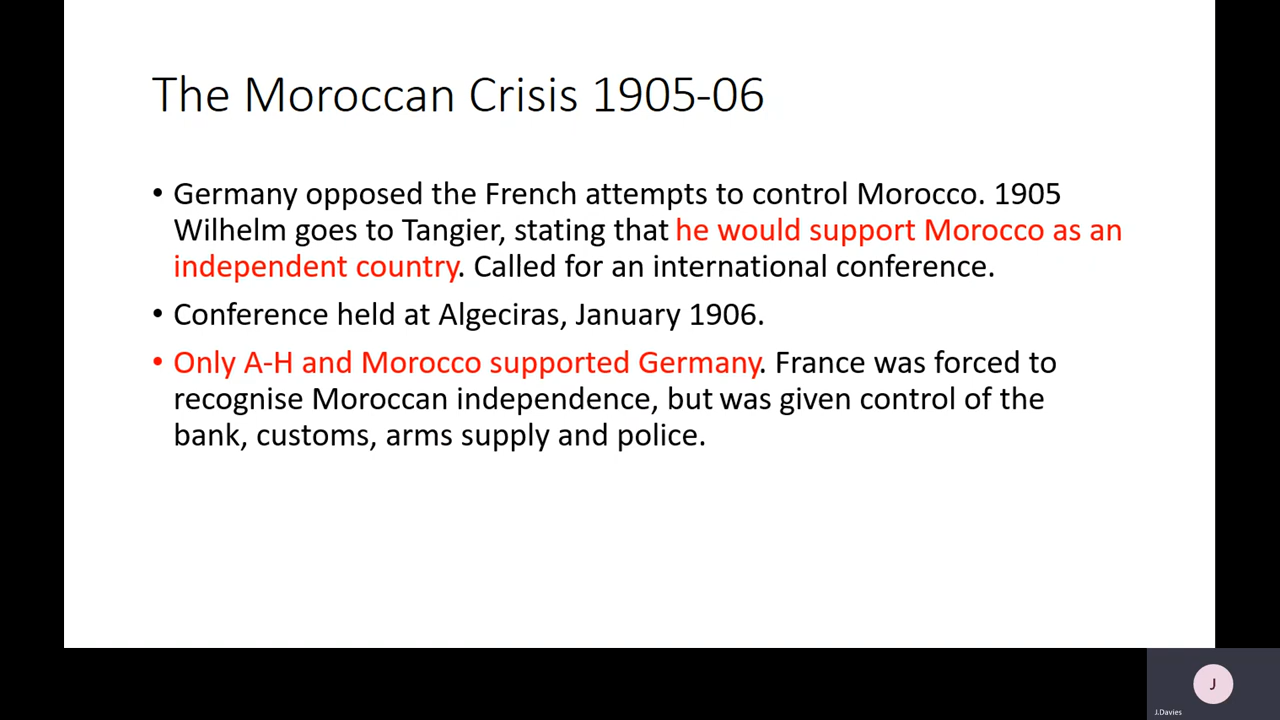 The Moroccan Crisis 1905-06
• Germany opposed the French attempts to control Morocco. 1905
Wilhelm goes to Tangier, stating that he would support Morocco as an
independent country. Called for an international conference.
• Conference held at Algeciras, January 1906.
• Only A-H and Morocco supported Germany. France was forced to
recognise Moroccan independence, but was given control of the
bank, customs, arms supply and police.
J
J.Davies